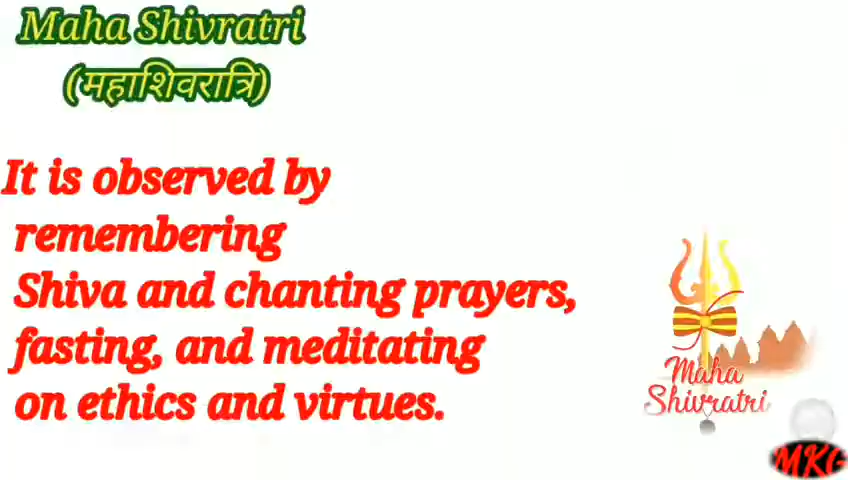 Maha Shivratri
(महाशिवरात्रि)
It is observed by
remembering
Shiva and chanting prayers,
fasting, and meditating
on ethics and virtues.
Maha
Shivratri
MKG